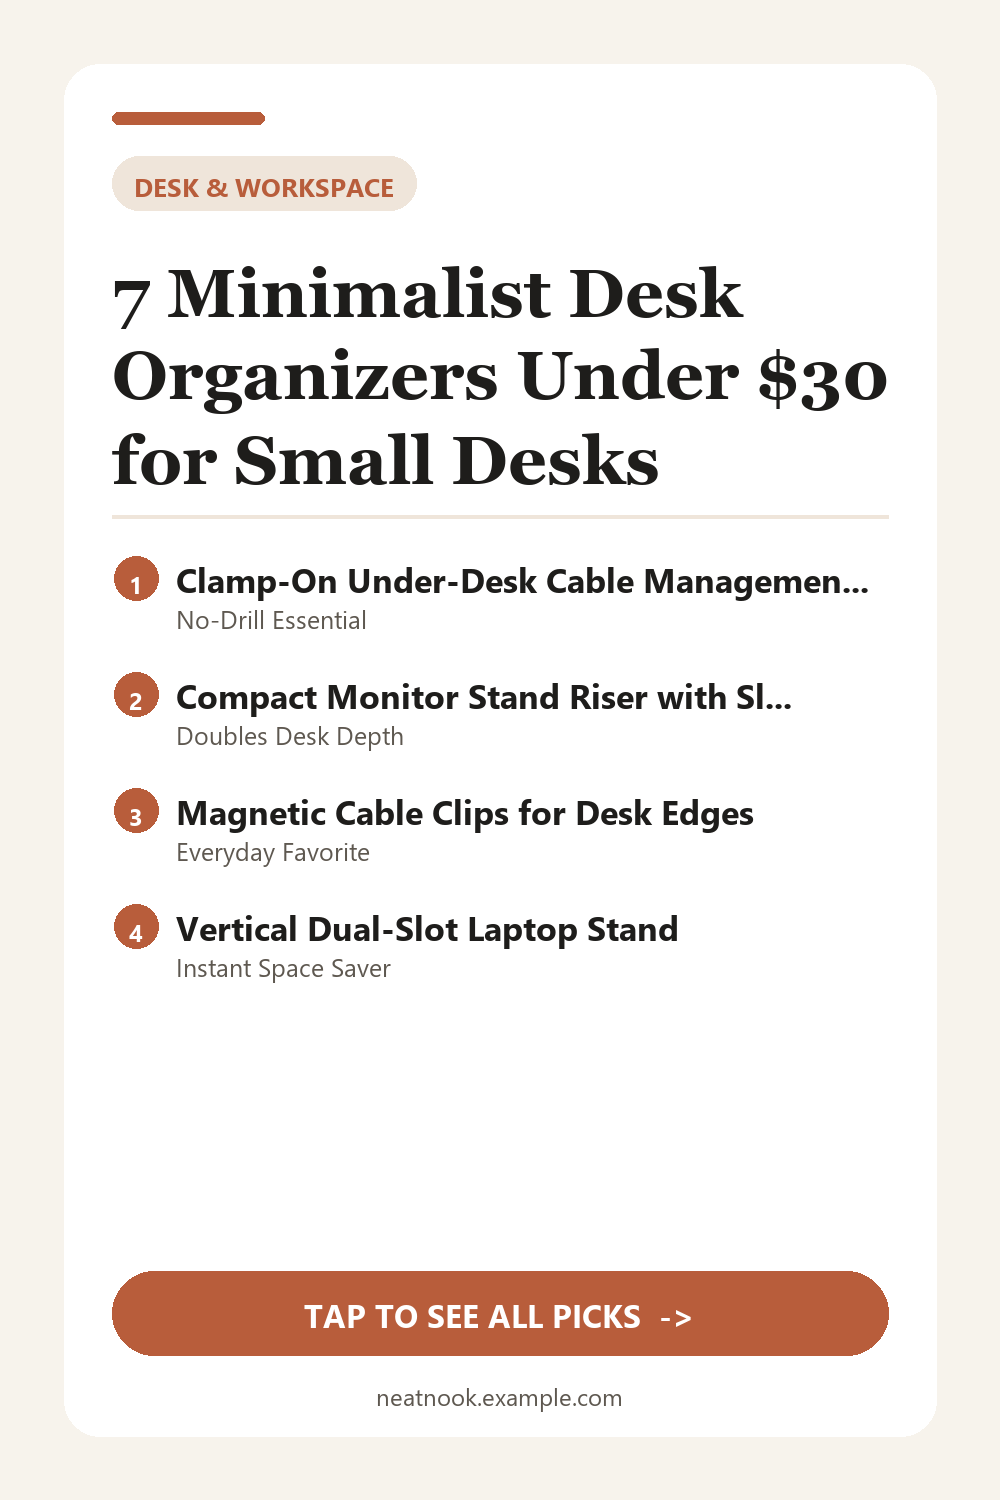 DESK & WORKSPACE
7 Minimalist Desk
Organizers Under $30
for Small Desks
1 Clamp-On Under-Desk Cable Managemen...
No-Drill Essential
2 Compact Monitor Stand Riser with Sl...
Doubles Desk Depth
3 Magnetic Cable Clips for Desk Edges
Everyday Favorite
4 Vertical Dual-Slot Laptop Stand
Instant Space Saver
TAP TO SEE ALL PICKS ->
neatnook.example.com